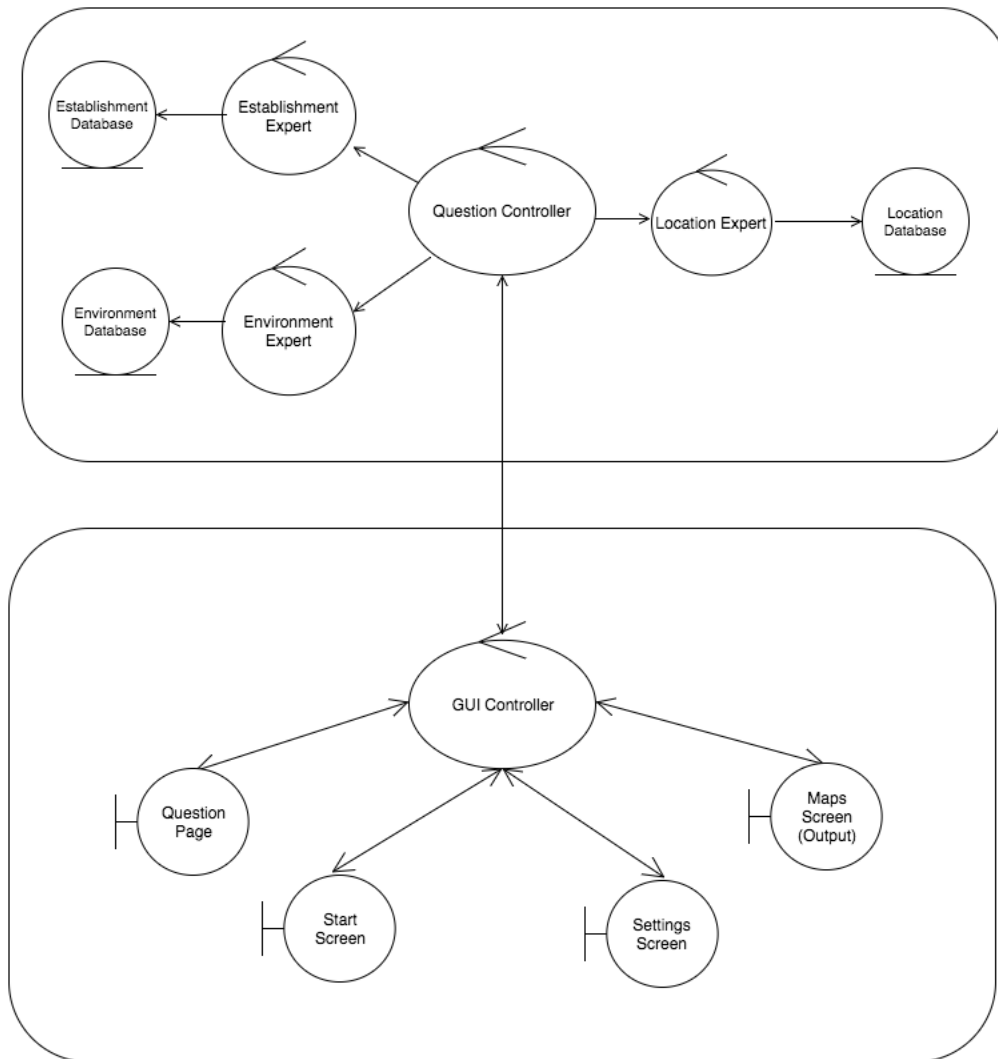 Establishment
Database
Establishment
Expert
Question Controller
Location Expert
Location
Database
Environment
Database
Environment
Expert
GUI Controller
Question
Page
Maps
Screen
(Output)
Start
Screen
Settings
Screen